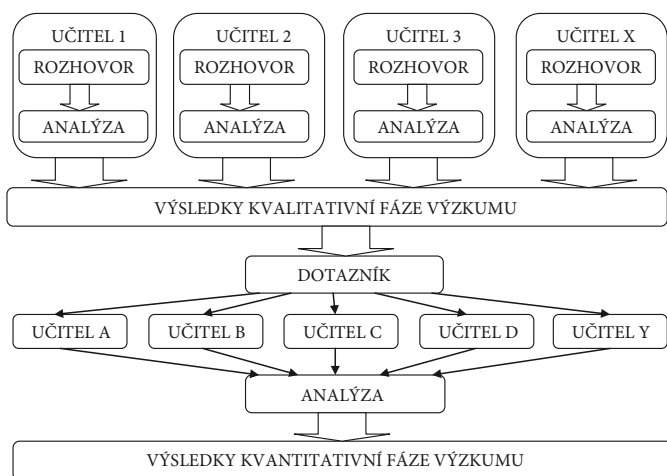 UČITEL 1
ROZHOVOR
ANALÝZA
UČITEL 2
ROZHOVOR
ANALÝZA
UČITEL 3
ROZHOVOR
ANALÝZA
UČITEL X
ROZHOVOR
ANALÝZA
VÝSLEDKY KVALITATIVNÍ FÁZE VÝZKUMU
DOTAZNÍK
UČITEL A
UČITEL B
UČITEL C
UČITEL D
UČITEL Y
ANALÝZA
VÝSLEDKY KVANTITATIVNÍ FÁZE VÝZKUMU